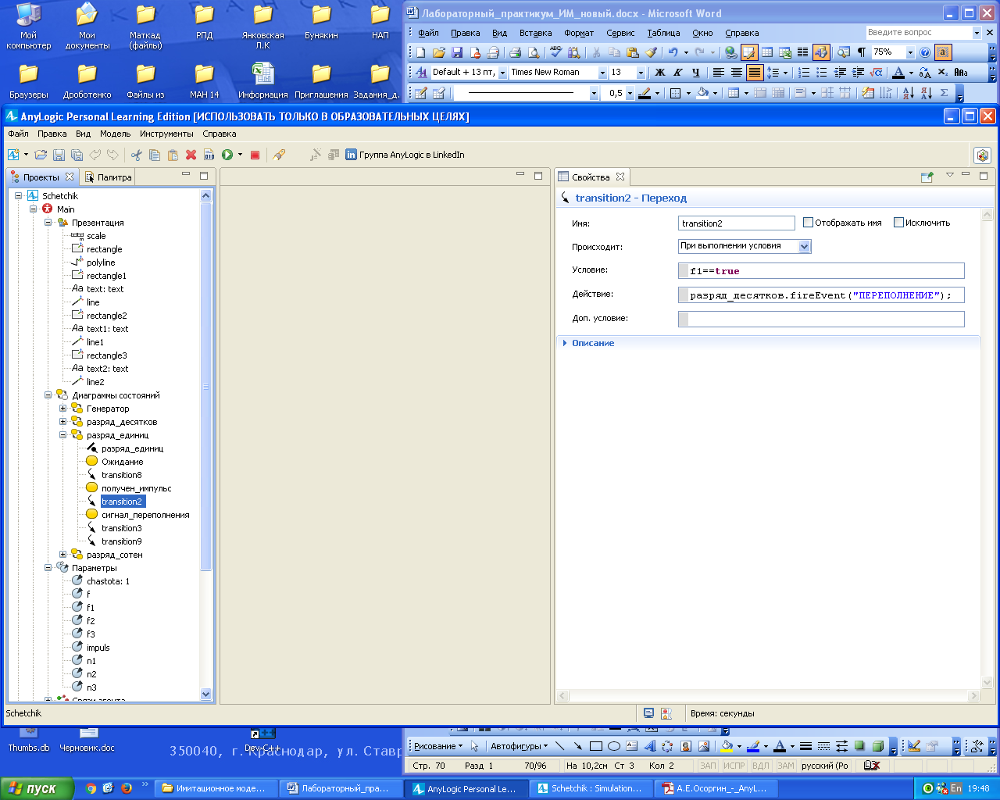 Мой компьютер
Мои документы
Маткад (файлы)
РПД
Янковская Л.К
Бунякин
НАП
Браузеры
Дроботенко
Файлы из
МАН 14
Информация
Приглашения
Задания_д.
Лабораторный_практикум_ИМ_новый.docx - Microsoft Word
Файл Правка Вид Вставка Формат Сервис Таблица Окно Справка
Введите вопрос
75%
Default + 13 пт, Times New Roman 13 Ж К Ч
0,5
AnyLogic Personal Learning Edition [ИСПОЛЬЗОВАТЬ ТОЛЬКО В ОБРАЗОВАТЕЛЬНЫХ ЦЕЛЯХ]
Файл Правка Вид Модель Инструменты Справка
Группа AnyLogic в LinkedIn
Проекты Палитра
Schetchik
Main
Презентация
scale
rectangle
polyline
rectangle1
text: text
line
rectangle2
text1: text
line1
rectangle3
text2: text
line2
Диаграммы состояний
Генератор
разряд_десятков
разряд_единиц
разряд_единиц
Ожидание
transition8
получен_импульс
transition2
сигнал_переполнения
transition3
transition9
разряд_сотен
Параметры
chastota: 1
f
f1
f2
f3
impuls
n1
n2
n3
Связи агента
Свойства
transition2 - Переход
Имя: transition2 Отображать имя Исключить
Происходит: При выполнении условия
Условие: f1==true
Действие: разряд_десятков.fireEvent("ПЕРЕПОЛНЕНИЕ");
Доп. условие:
Описание
Schetchik
Время: секунды
Thumbs.db
Черновик.doc
Dev-C++
350040, г. Краснодар, ул. Ставр
Рисование Автофигуры
Стр. 70 Разд 1 70/96 На 10,2см Ст 3 Кол 2 ЗАП ИСПР ВДЛ ЗАМ русский (Ро
пуск
Имитационное моде...
Лабораторный_пра...
AnyLogic Personal Le...
Schetchik : Simulation...
А.Е.Осоргин_-_AnyL...
En 19:48